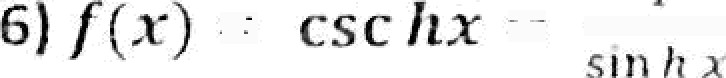 6) f(x) = csc hx = 
sin h x